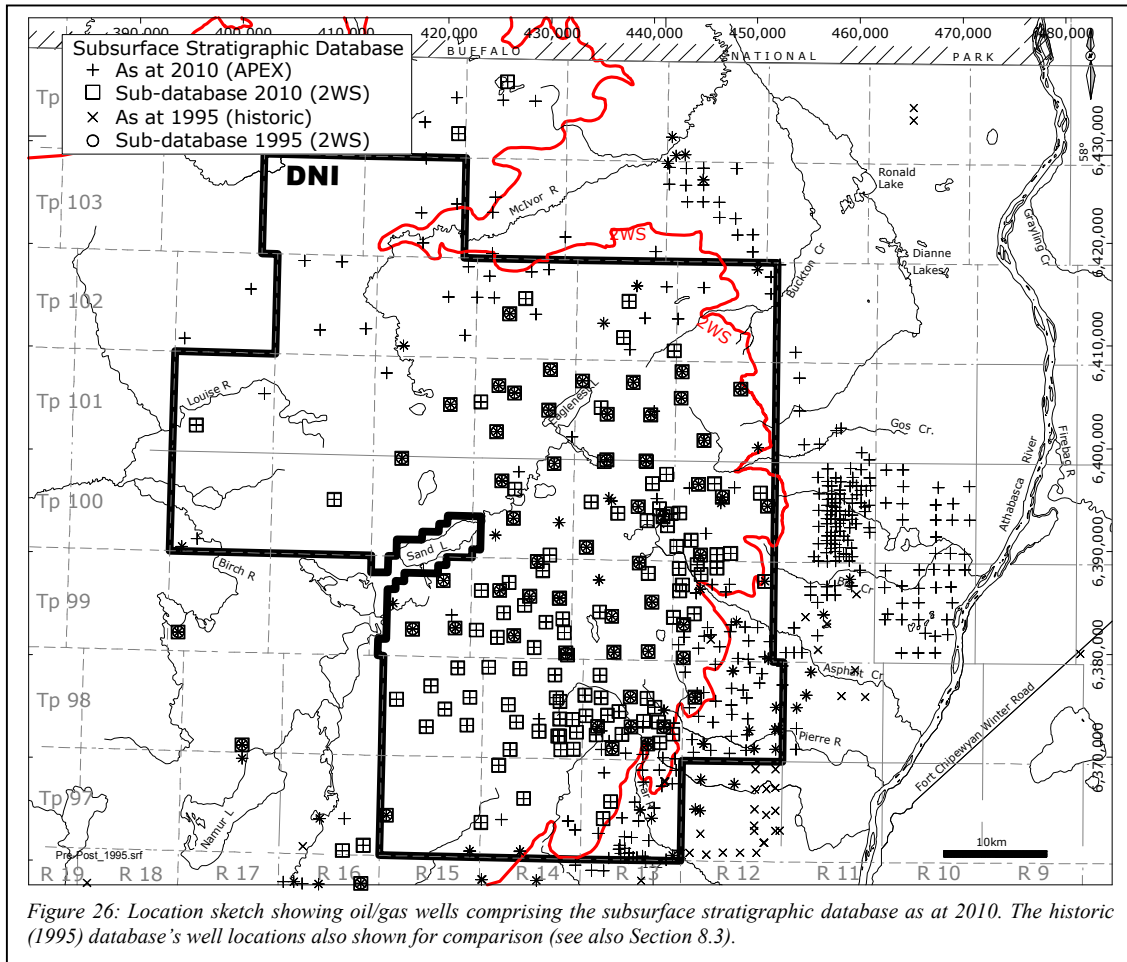 400,000 410,000 420,000 430,000 440,000 450,000 460,000 470,000 480,000
BUFFALO NATIONAL PARK
Subsurface Stratigraphic Database
+ As at 2010 (APEX)
Sub-database 2010 (2WS)
× As at 1995 (historic)
Sub-database 1995 (2WS)
Tp
6,430,000
58°
DNI
Ronald
Lake
McIvor R
Tp 103
Grayling Cr
2WS
6,420,000
Buckton Cr
Dianne
Lakes
Tp 102
2WS
6,410,000
Louise R
Eaglenest L
Tp 101
Gos Cr.
6,400,000
Firebag R
Athabasca River
Tp 100
Sand L
6,390,000
Birch R
Tp 99
6,380,000
Asphalt Cr
Tp 98
Pierre R
Fort Chipewyan Winter Road
6,370,000
Tp 97
Namur L
Pre-Post_1995.srf
10km
R 19 R 18 R 17 R 16 R 15 R 14 R 13 R 12 R 11 R 10 R 9
Figure 26: Location sketch showing oil/gas wells comprising the subsurface stratigraphic database as at 2010. The historic
(1995) database's well locations also shown for comparison (see also Section 8.3).